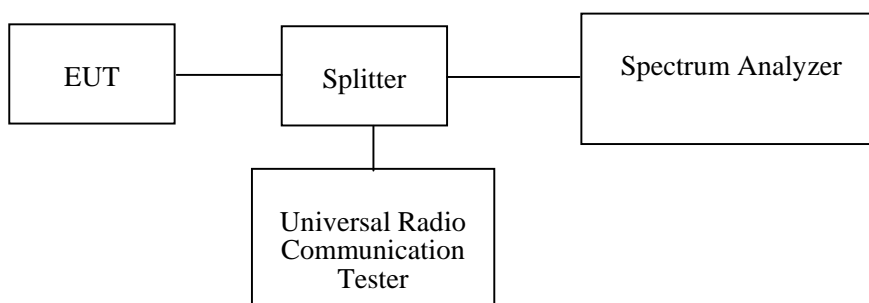 EUT
Splitter
Spectrum Analyzer
Universal Radio
Communication
Tester